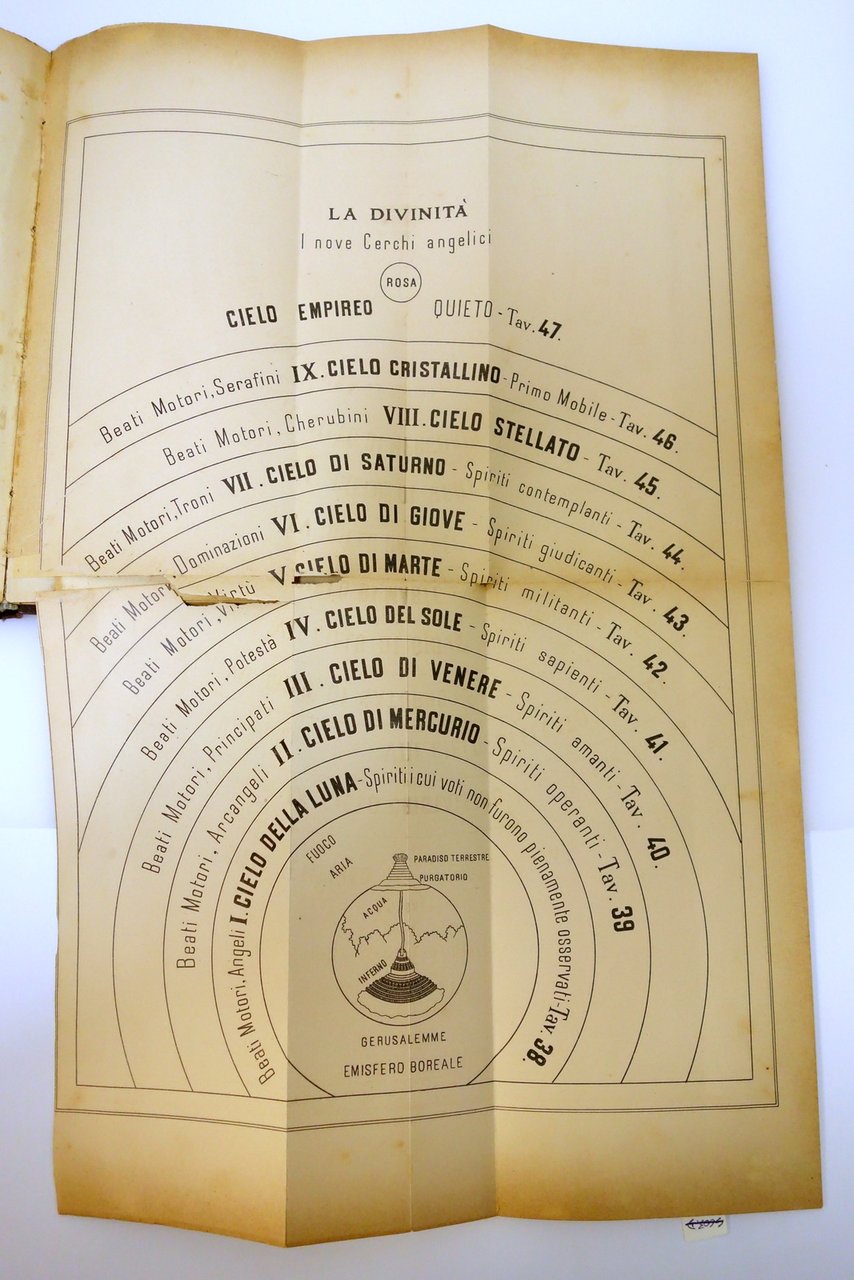 LA DIVINITÀ
I nove Cerchi angelici
ROSA
CIELO EMPIREO QUIETO - Tav. 47.
Beati Motori, Serafini IX. CIELO CRISTALLINO - Primo Mobile - Tav. 46.
Beati Motori, Cherubini VIII. CIELO STELLATO - Tav. 45.
Beati Motori, Troni VII. CIELO DI SATURNO - Spiriti contemplanti - Tav. 44.
Beati Motori, Dominazioni VI. CIELO DI GIOVE - Spiriti giudicanti - Tav. 43.
Beati Motori, Virtù V. CIELO DI MARTE - Spiriti militanti - Tav. 42.
Beati Motori, Potestà IV. CIELO DEL SOLE - Spiriti sapienti - Tav. 41.
Beati Motori, Principati III. CIELO DI VENERE - Spiriti amanti - Tav. 40.
Beati Motori, Arcangeli II. CIELO DI MERCURIO - Spiriti operanti - Tav. 39
Beati Motori, Angeli I. CIELO DELLA LUNA - Spiriti i cui voti non furono pienamente osservati - Tav. 38.
FUOCO
ARIA
PARADISO TERRESTRE
PURGATORIO
ACQUA
INFERNO
GERUSALEMME
EMISFERO BOREALE